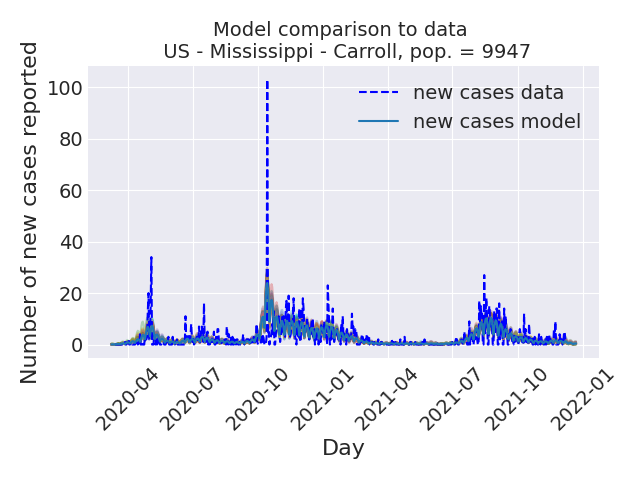 Model comparison to data
US - Mississippi - Carroll, pop. = 9947
Number of new cases reported
100
80
60
40
20
0
new cases data
new cases model
2020-04
2020-07
2020-10
2021-01
2021-04
2021-07
2021-10
2022-01
Day